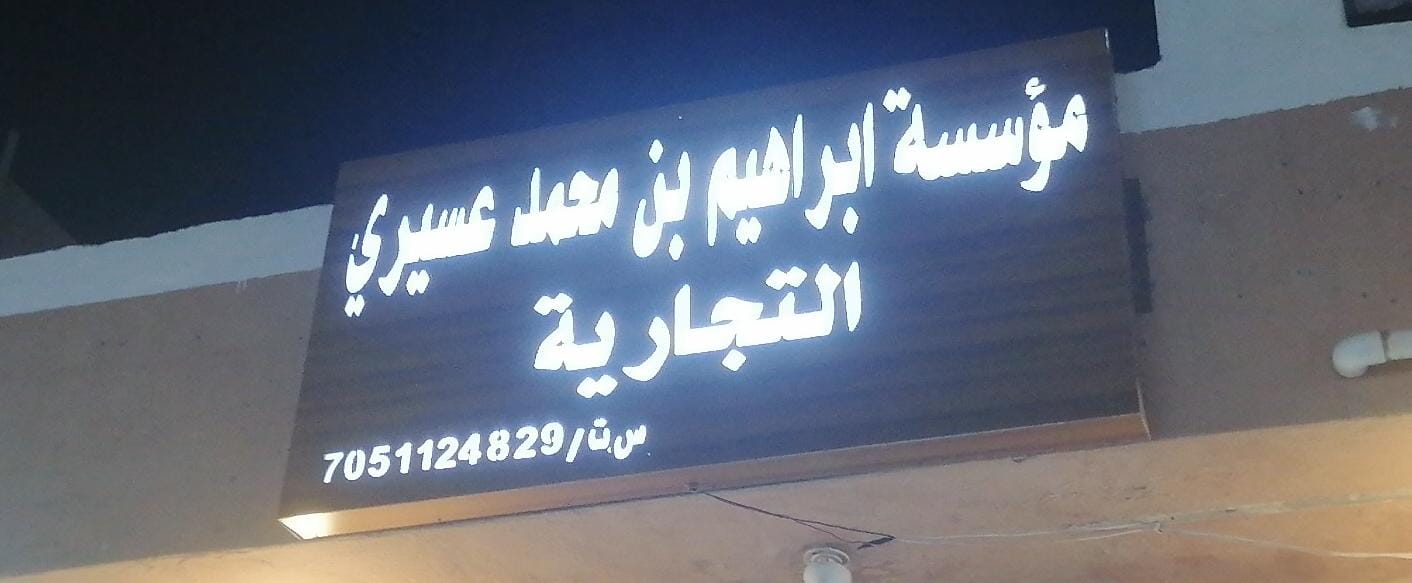 مؤسسة ابراهيم بن محمد عسيري
التجارية
س.ت/7051124829